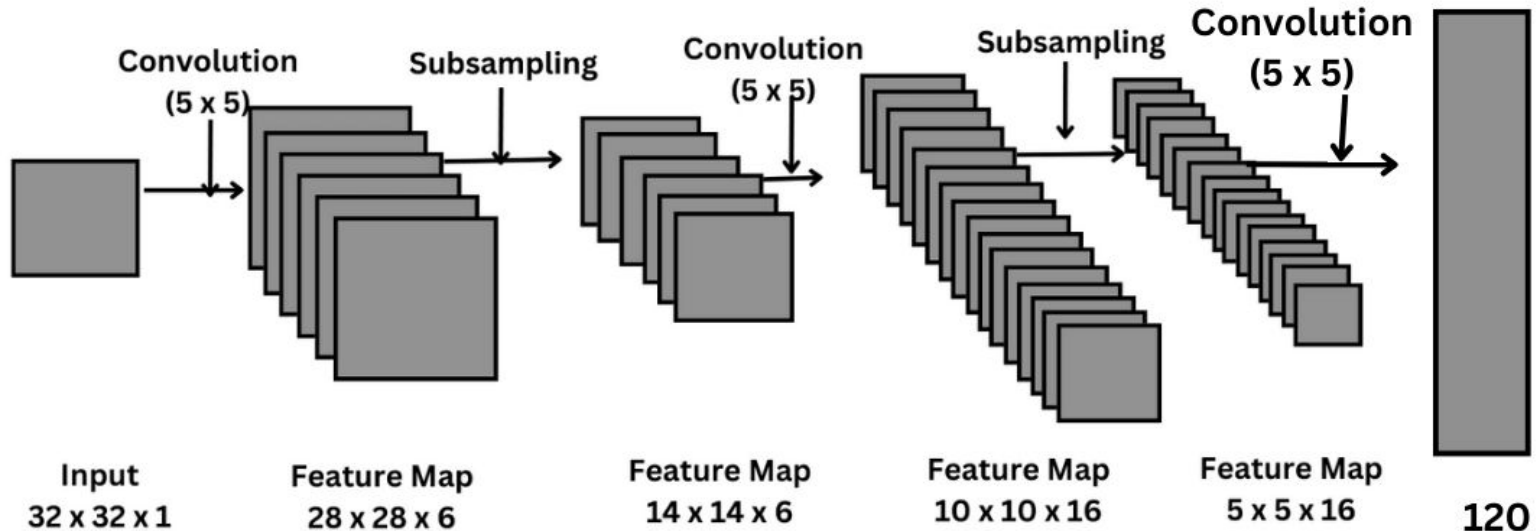 Convolution
(5 x 5)
Subsampling
Convolution
(5 x 5)
Subsampling
Convolution
(5 x 5)
Input
32 x 32 x 1
Feature Map
28 x 28 x 6
Feature Map
14 x 14 x 6
Feature Map
10 x 10 x 16
Feature Map
5 x 5 x 16
120